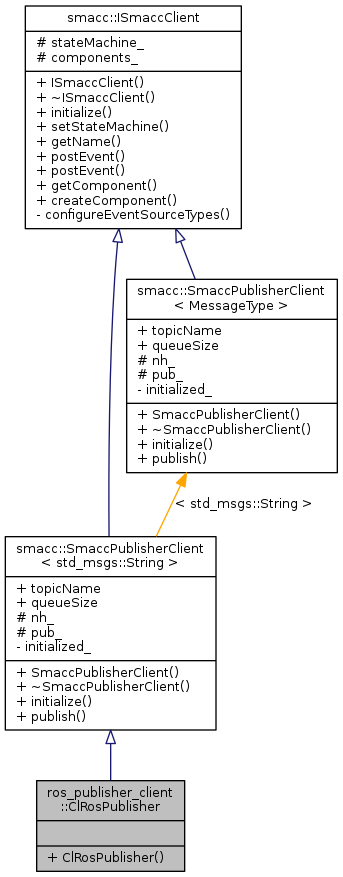 smacc::ISmaccClient
# stateMachine_
# components_
+ ISmaccClient()
+ ~ISmaccClient()
+ initialize()
+ setStateMachine()
+ getName()
+ postEvent()
+ postEvent()
+ getComponent()
+ createComponent()
- configureEventSourceTypes()
smacc::SmaccPublisherClient
< MessageType >
+ topicName
+ queueSize
# nh_
# pub_
- initialized_
+ SmaccPublisherClient()
+ ~SmaccPublisherClient()
+ initialize()
+ publish()
< std_msgs::String >
smacc::SmaccPublisherClient
< std_msgs::String >
+ topicName
+ queueSize
# nh_
# pub_
- initialized_
+ SmaccPublisherClient()
+ ~SmaccPublisherClient()
+ initialize()
+ publish()
ros_publisher_client
::ClRosPublisher
+ ClRosPublisher()